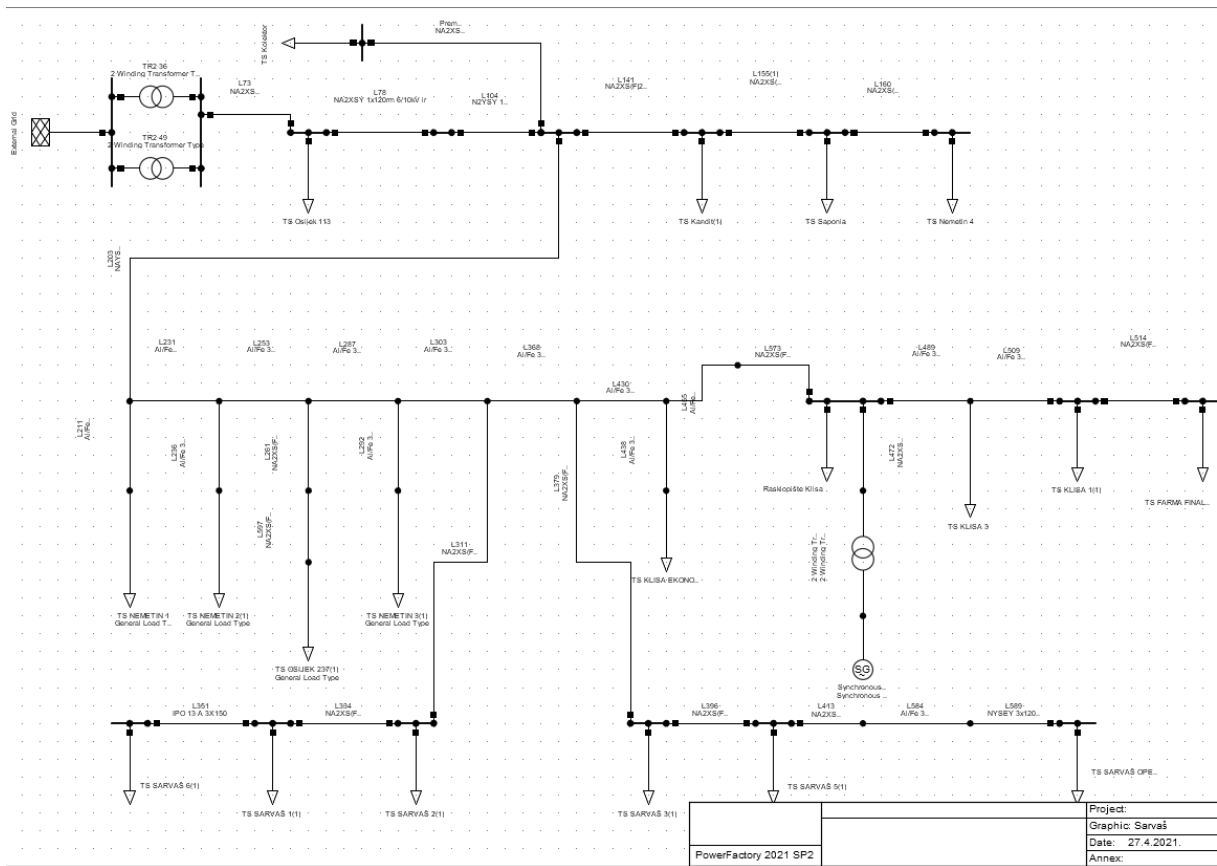 TS Kolektor
Prem...
NA2XS...
TR2 36
2 Winding Transformer T...
L73
NA2XS...
L78
NA2XSY 1x120rm 6/10kV ir
L104
N2YSY 1...
L141
NA2XS(F)2...
L155(1)
NA2XS(...
L160
NA2XS(...
External Grid
TR2 49
2 Winding Transformer Type
TS Osijek 113
TS Kandit(1)
TS Saponia
TS Nemetin 4
L203
NAYS...
L231
Al/Fe...
L253
Al/Fe 3...
L287
Al/Fe 3...
L303
Al/Fe 3...
L368
Al/Fe 3...
L573
NA2XS(F...
L489
Al/Fe 3...
L509
Al/Fe 3...
L514
NA2XS(F...
L430
Al/Fe 3...
L455
Al/Fe...
L211
Al/Fe...
L236
Al/Fe 3...
L261
NA2XS(F...
L292
Al/Fe 3...
L379
NA2XS(F...
L438
Al/Fe 3...
L472
NA2XS...
Rasklopište Klisa
TS KLISA 1(1)
TS FARMA FINAL...
TS KLISA 3
L597
NA2XS(F...
L311
NA2XS(F...
TS KLISA EKONO...
2 Winding Tr...
2 Winding Tr...
TS NEMETIN 1
General Load T...
TS NEMETIN 2(1)
General Load Type
TS NEMETIN 3(1)
General Load Type
TS OSIJEK 237(1)
General Load Type
SG
Synchronous...
Synchronous ...
L351
IPO 13 A 3X150
L334
NA2XS(F...
L396
NA2XS(F...
L413
NA2XS...
L584
Al/Fe 3...
L589
NYSEY 3x120...
TS SARVAŠ 6(1)
TS SARVAŠ 1(1)
TS SARVAŠ 2(1)
TS SARVAŠ 3(1)
TS SARVAŠ 5(1)
TS SARVAŠ OPE...
PowerFactory 2021 SP2
Project:
Graphic: Sarvaš
Date: 27.4.2021.
Annex: